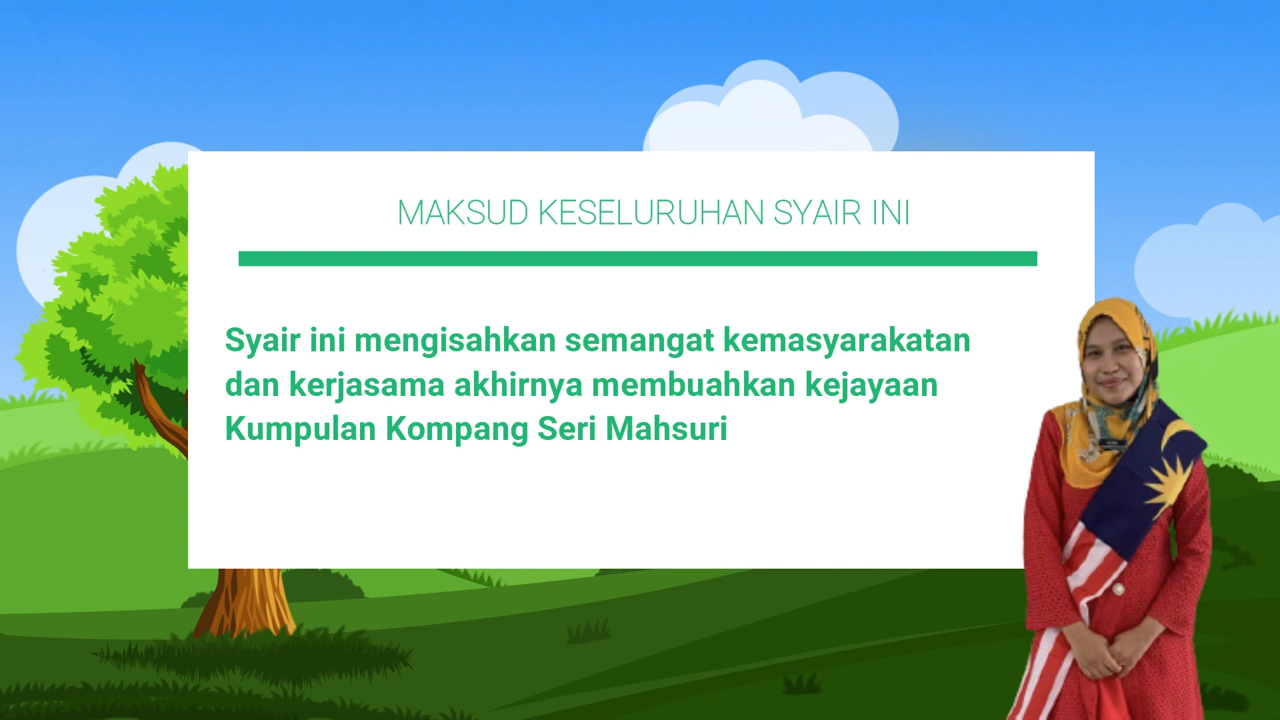 MAKSUD KESELURUHAN SYAIR INI
Syair ini mengisahkan semangat kemasyarakatan
dan kerjasama akhirnya membuahkan kejayaan
Kumpulan Kompang Seri Mahsuri